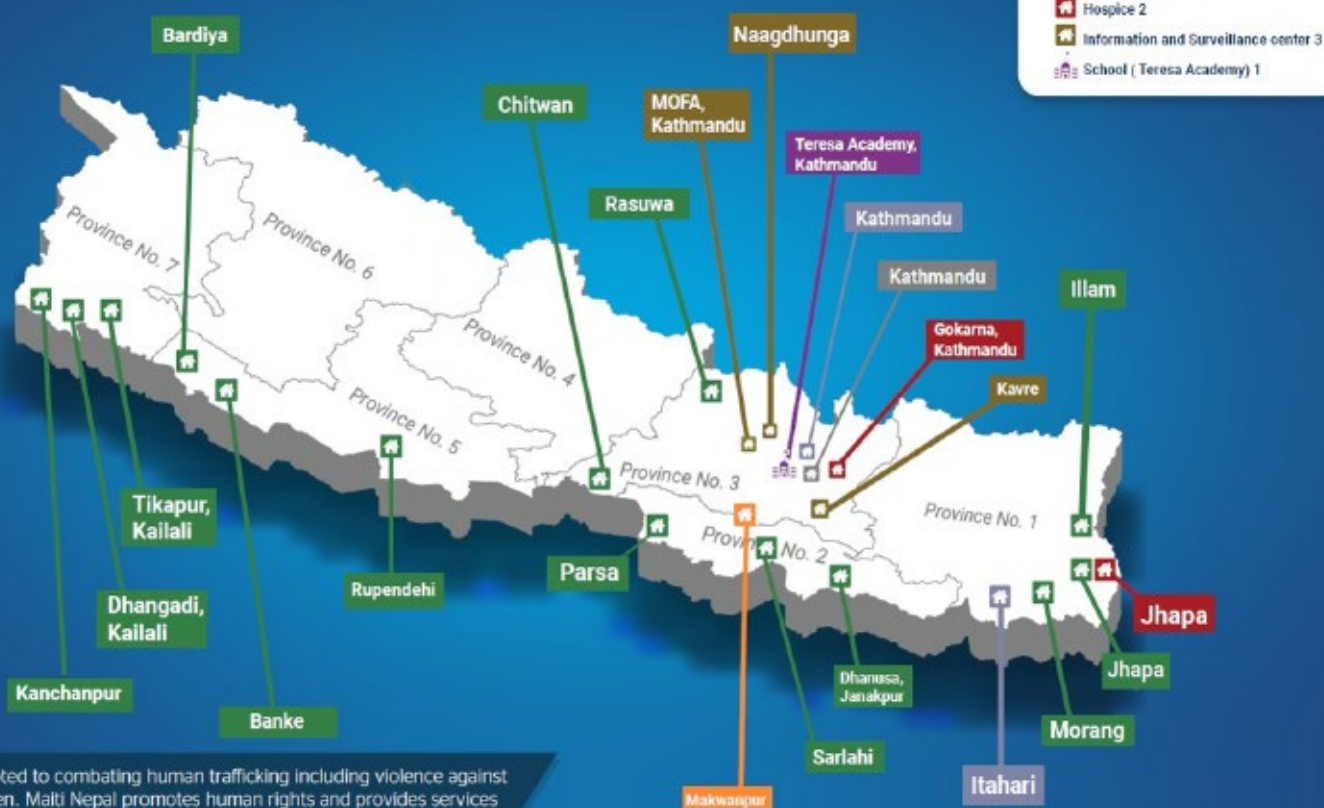 Hospice 2
Information and Surveillance center 3
School ( Teresa Academy) 1
Bardiya
Naagdhunga
Chitwan
MOFA,
Kathmandu
Teresa Academy,
Kathmandu
Rasuwa
Kathmandu
Kathmandu
Illam
Gokarna,
Kathmandu
Kavre
Province No. 7
Province No. 6
Province No. 4
Province No. 5
Province No. 3
Province No. 1
Province No. 2
Tikapur,
Kailali
Rupendehi
Parsa
Dhangadi,
Kailali
Jhapa
Jhapa
Kanchanpur
Banke
Dhanusa,
Janakpur
Sarlahi
Morang
Itahari
Makwanpur
ted to combating human trafficking including violence against
en. Maiti Nepal promotes human rights and provides services